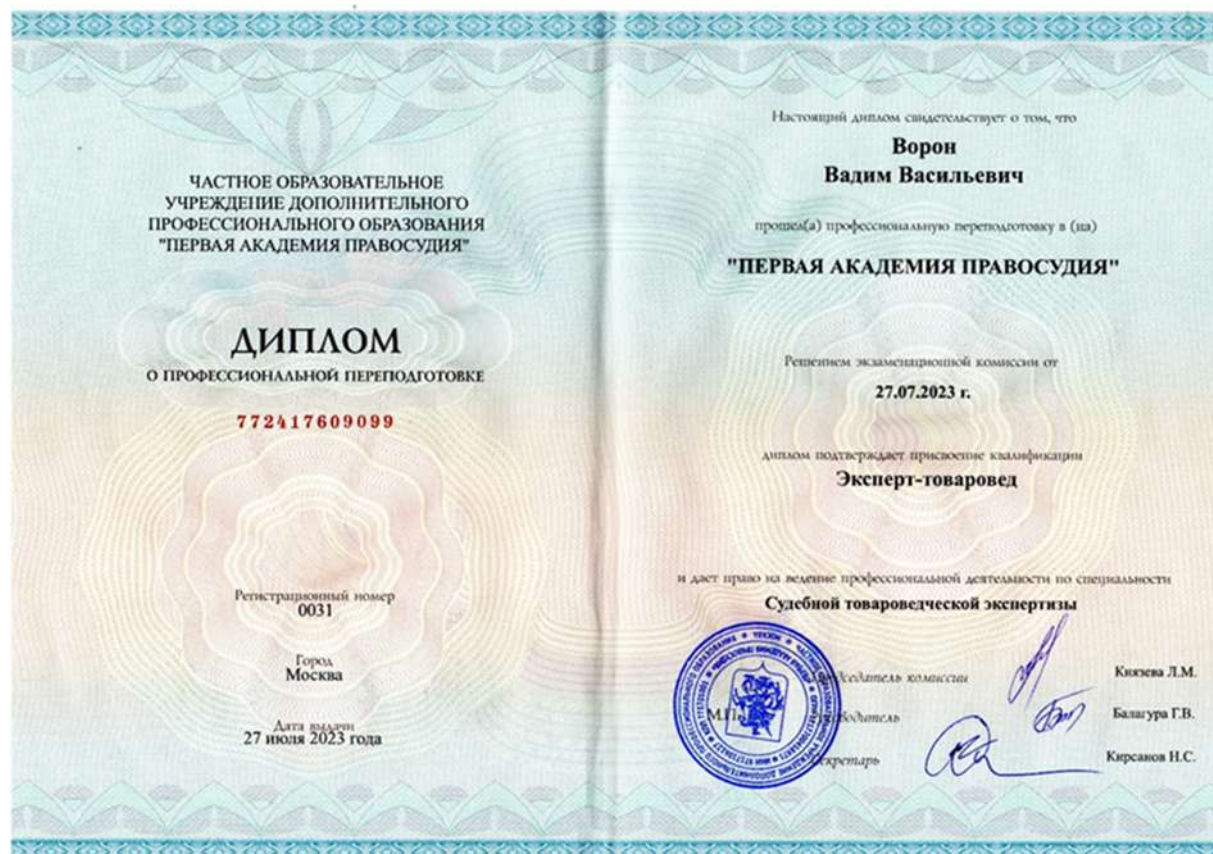 ЧАСТНОЕ ОБРАЗОВАТЕЛЬНОЕ
УЧРЕЖДЕНИЕ ДОПОЛНИТЕЛЬНОГО
ПРОФЕССИОНАЛЬНОГО ОБРАЗОВАНИЯ
"ПЕРВАЯ АКАДЕМИЯ ПРАВОСУДИЯ"
ДИПЛОМ
О ПРОФЕССИОНАЛЬНОЙ ПЕРЕПОДГОТОВКЕ
772417609099
Регистрационный номер
0031
Город
Москва
Дата выдачи
27 июля 2023 года
Настоящий диплом свидетельствует о том, что
Ворон
Вадим Васильевич
прошел(а) профессиональную переподготовку в (на)
"ПЕРВАЯ АКАДЕМИЯ ПРАВОСУДИЯ"
Решением экзаменационной комиссии от
27.07.2023 г.
диплом подтверждает присвоение квалификации
Эксперт-товаровед
и дает право на ведение профессиональной деятельности по специальности
Судебной товароведческой экспертизы
Председатель комиссии Князева Л.М.
М.П. Руководитель Балагура Г.В.
Секретарь Кирсанов Н.С.